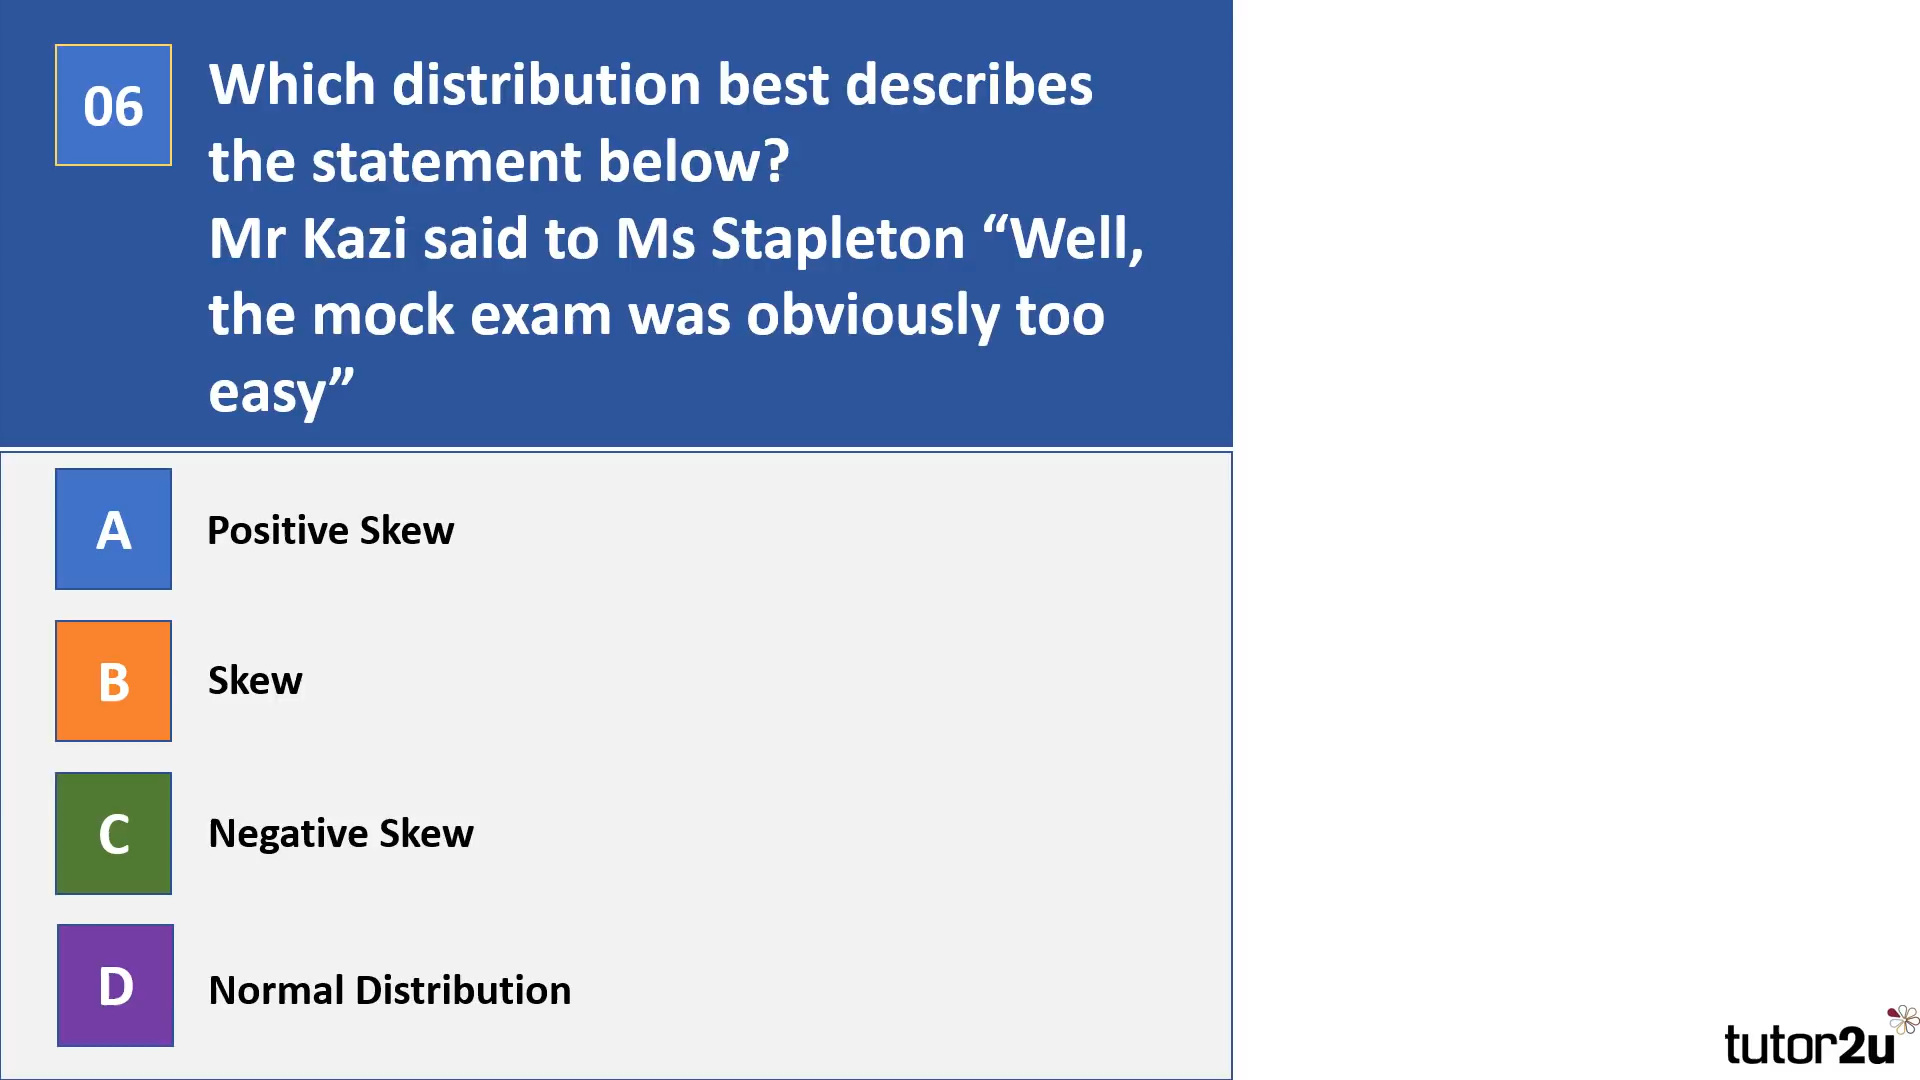 06
Which distribution best describes
the statement below?
Mr Kazi said to Ms Stapleton “Well,
the mock exam was obviously too
easy”
A
Positive Skew
B
Skew
C
Negative Skew
D
Normal Distribution
tutor2u